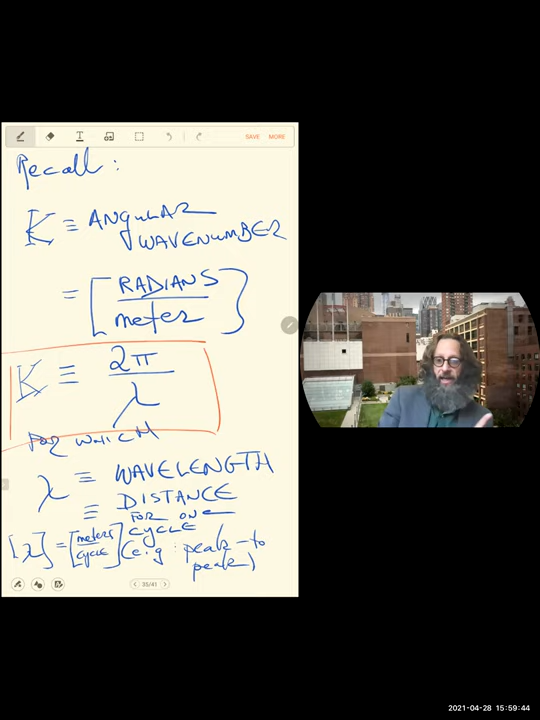 T
SAVE MORE
Recall:
K ≡ ANGULAR
WAVENUMBER
= [RADIANS
meter]
K ≡ 2π
λ
FOR WHICH
λ ≡ WAVELENGTH
≡ DISTANCE
FOR ONE
CYCLE
[λ] = [meters
cycle] (e.g: peak-to
peak)
35/41
2021-04-28 15:59:44